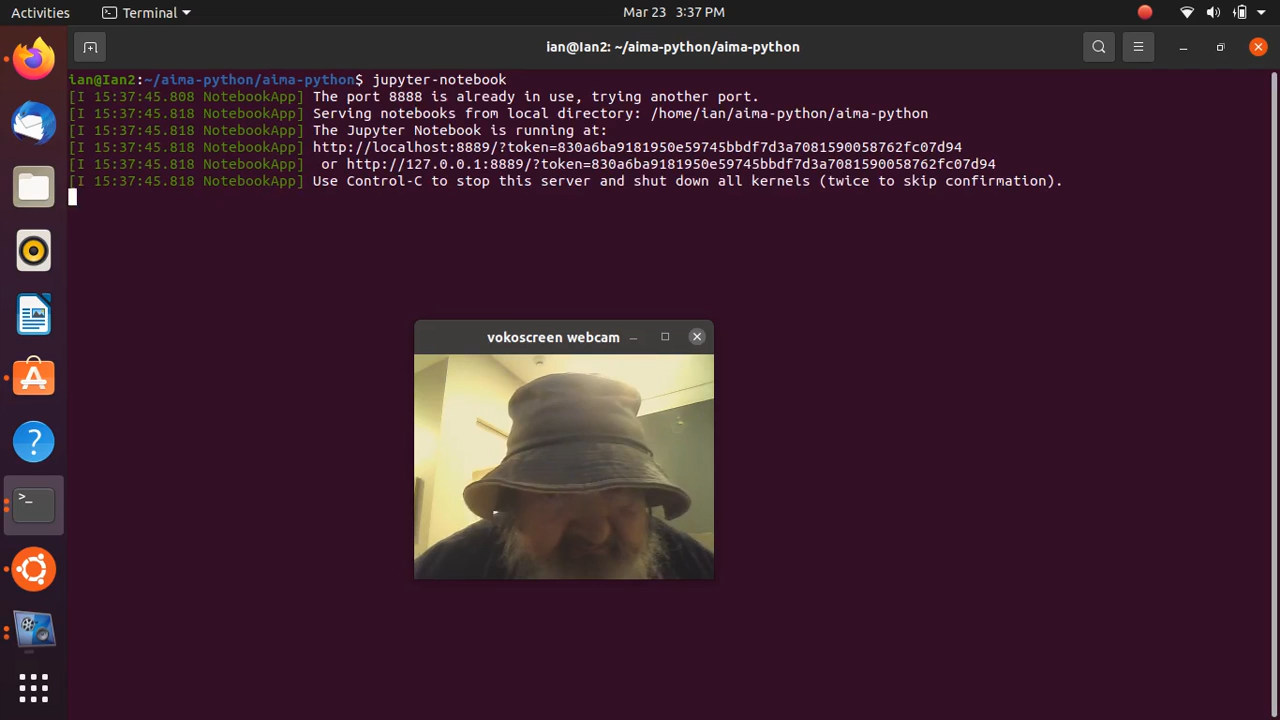 Activities Terminal Mar 23 3:37 PM
ian@Ian2: ~/aima-python/aima-python
ian@Ian2:~/aima-python/aima-python$ jupyter-notebook
[I 15:37:45.808 NotebookApp] The port 8888 is already in use, trying another port.
[I 15:37:45.818 NotebookApp] Serving notebooks from local directory: /home/ian/aima-python/aima-python
[I 15:37:45.818 NotebookApp] The Jupyter Notebook is running at:
[I 15:37:45.818 NotebookApp] http://localhost:8889/?token=830a6ba9181950e59745bbdf7d3a7081590058762fc07d94
[I 15:37:45.818 NotebookApp]  or http://127.0.0.1:8889/?token=830a6ba9181950e59745bbdf7d3a7081590058762fc07d94
[I 15:37:45.818 NotebookApp] Use Control-C to stop this server and shut down all kernels (twice to skip confirmation).
vokoscreen webcam